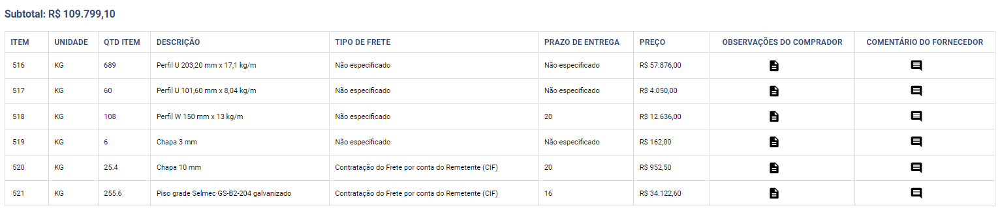 Subtotal: R$ 109.799,10
ITEM UNIDADE QTD ITEM DESCRIÇÃO TIPO DE FRETE PRAZO DE ENTREGA PREÇO OBSERVAÇÕES DO COMPRADOR COMENTÁRIO DO FORNECEDOR
516 KG 689 Perfil U 203,20 mm x 17,1 kg/m Não especificado Não especificado R$ 57.876,00
517 KG 60 Perfil U 101,60 mm x 8,04 kg/m Não especificado Não especificado R$ 4.050,00
518 KG 108 Perfil W 150 mm x 13 kg/m Não especificado 20 R$ 12.636,00
519 KG 6 Chapa 3 mm Não especificado Não especificado R$ 162,00
520 KG 25.4 Chapa 10 mm Contratação do Frete por conta do Remetente (CIF) 20 R$ 952,50
521 KG 255.6 Piso grade Selmec GS-B2-204 galvanizado Contratação do Frete por conta do Remetente (CIF) 16 R$ 34.122,60